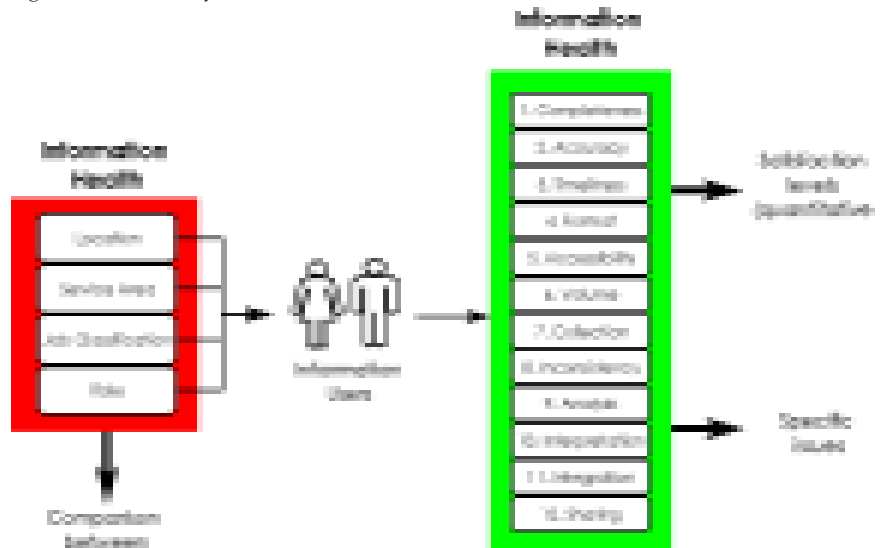 Information
Health
Information
Health
Location
Service Area
Job Classification
Role
Comparison
between
Information
Users
1. Completeness
2. Accuracy
3. Timeliness
4. Format
5. Accessibility
6. Volume
7. Collection
8. Inconsistency
9. Analysis
10. Interpretation
11. Integration
12. Sharing
Satisfaction
levels
(quantitative
Specific
issues